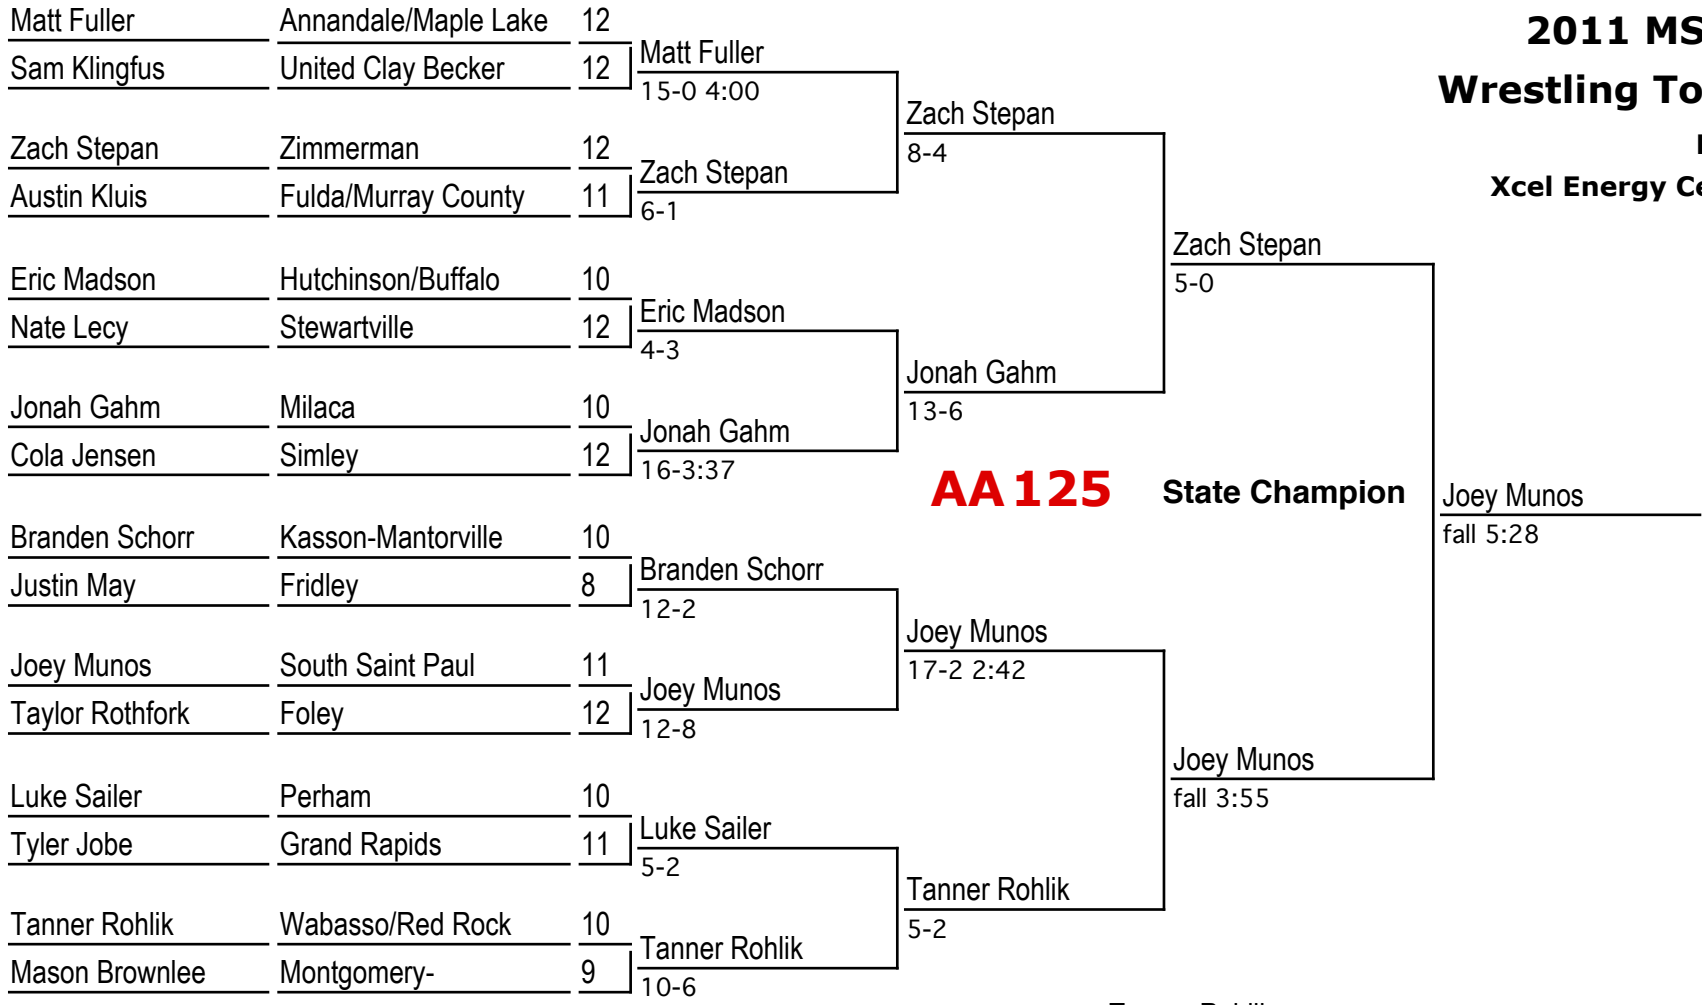 2011 MS
Wrestling To
Xcel Energy Ce
Matt Fuller Annandale/Maple Lake 12
Sam Klingfus United Clay Becker 12
Matt Fuller
15-0 4:00
Zach Stepan Zimmerman 12
Austin Kluis Fulda/Murray County 11
Zach Stepan
6-1
Zach Stepan
8-4
Eric Madson Hutchinson/Buffalo 10
Nate Lecy Stewartville 12
Eric Madson
4-3
Jonah Gahm Milaca 10
Cola Jensen Simley 12
Jonah Gahm
16-3:37
Jonah Gahm
13-6
Zach Stepan
5-0
AA 125 State Champion
Joey Munos
fall 5:28
Branden Schorr Kasson-Mantorville 10
Justin May Fridley 8
Branden Schorr
12-2
Joey Munos South Saint Paul 11
Taylor Rothfork Foley 12
Joey Munos
12-8
Joey Munos
17-2 2:42
Luke Sailer Perham 10
Tyler Jobe Grand Rapids 11
Luke Sailer
5-2
Tanner Rohlik Wabasso/Red Rock 10
Mason Brownlee Montgomery- 9
Tanner Rohlik
10-6
Tanner Rohlik
5-2
Joey Munos
fall 3:55